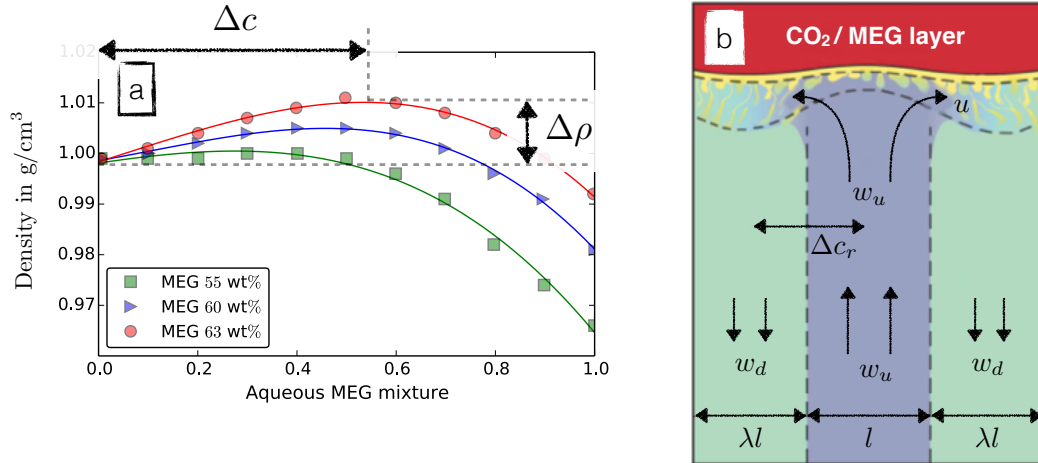 Δc
1.02
a
1.01
Δρ
1.00
0.99
0.98
0.97
Density in g/cm³
MEG 55 wt%
MEG 60 wt%
MEG 63 wt%
0.0 0.2 0.4 0.6 0.8 1.0
Aqueous MEG mixture
b
CO₂ / MEG layer
u
w_u
Δc_r
w_d w_u w_d
λl l λl